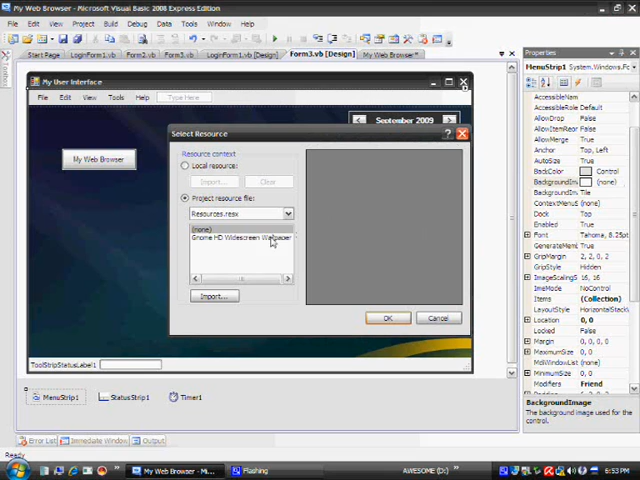 My Web Browser - Microsoft Visual Basic 2008 Express Edition
File Edit View Project Build Debug Data Tools Window Help
Start Page LoginForm1.vb Form2.vb Form3.vb LoginForm1.vb [Design] Form3.vb [Design] My Web Browser*
Toolbox
My User Interface
File Edit View Tools Help Type Here
September 2009
My Web Browser
Select Resource
Resource context
Local resource:
Import... Clear
Project resource file:
Resources.resx
(none)
Gnome HD Widescreen Wallpaper
Import...
OK Cancel
ToolStripStatusLabel1
MenuStrip1 StatusStrip1 Timer1
Error List Immediate Window Output
Properties
MenuStrip1 System.Windows.Fo
AccessibleNam
AccessibleRole Default
AllowDrop False
AllowItemReor False
AllowMerge True
Anchor Top, Left
AutoSize True
BackColor Control
BackgroundIm (none)
BackgroundIm Tile
ContextMenuS (none)
Dock Top
Enabled True
Font Tahoma, 8.25pt
GenerateMemb True
GripMargin 2, 2, 2, 2
GripStyle Hidden
ImageScalingS 16, 16
ImeMode NoControl
Items (Collection)
LayoutStyle HorizontalStack
Location 0, 0
Locked False
Margin 0, 0, 0, 0
MaximumSize 0, 0
MdiWindowList (none)
MinimumSize 0, 0
Modifiers Friend
BackgroundImage
The background image used for the control.
Ready
start My Web Browser - Mi... Flashing AWESOME (D:) 6:53 PM